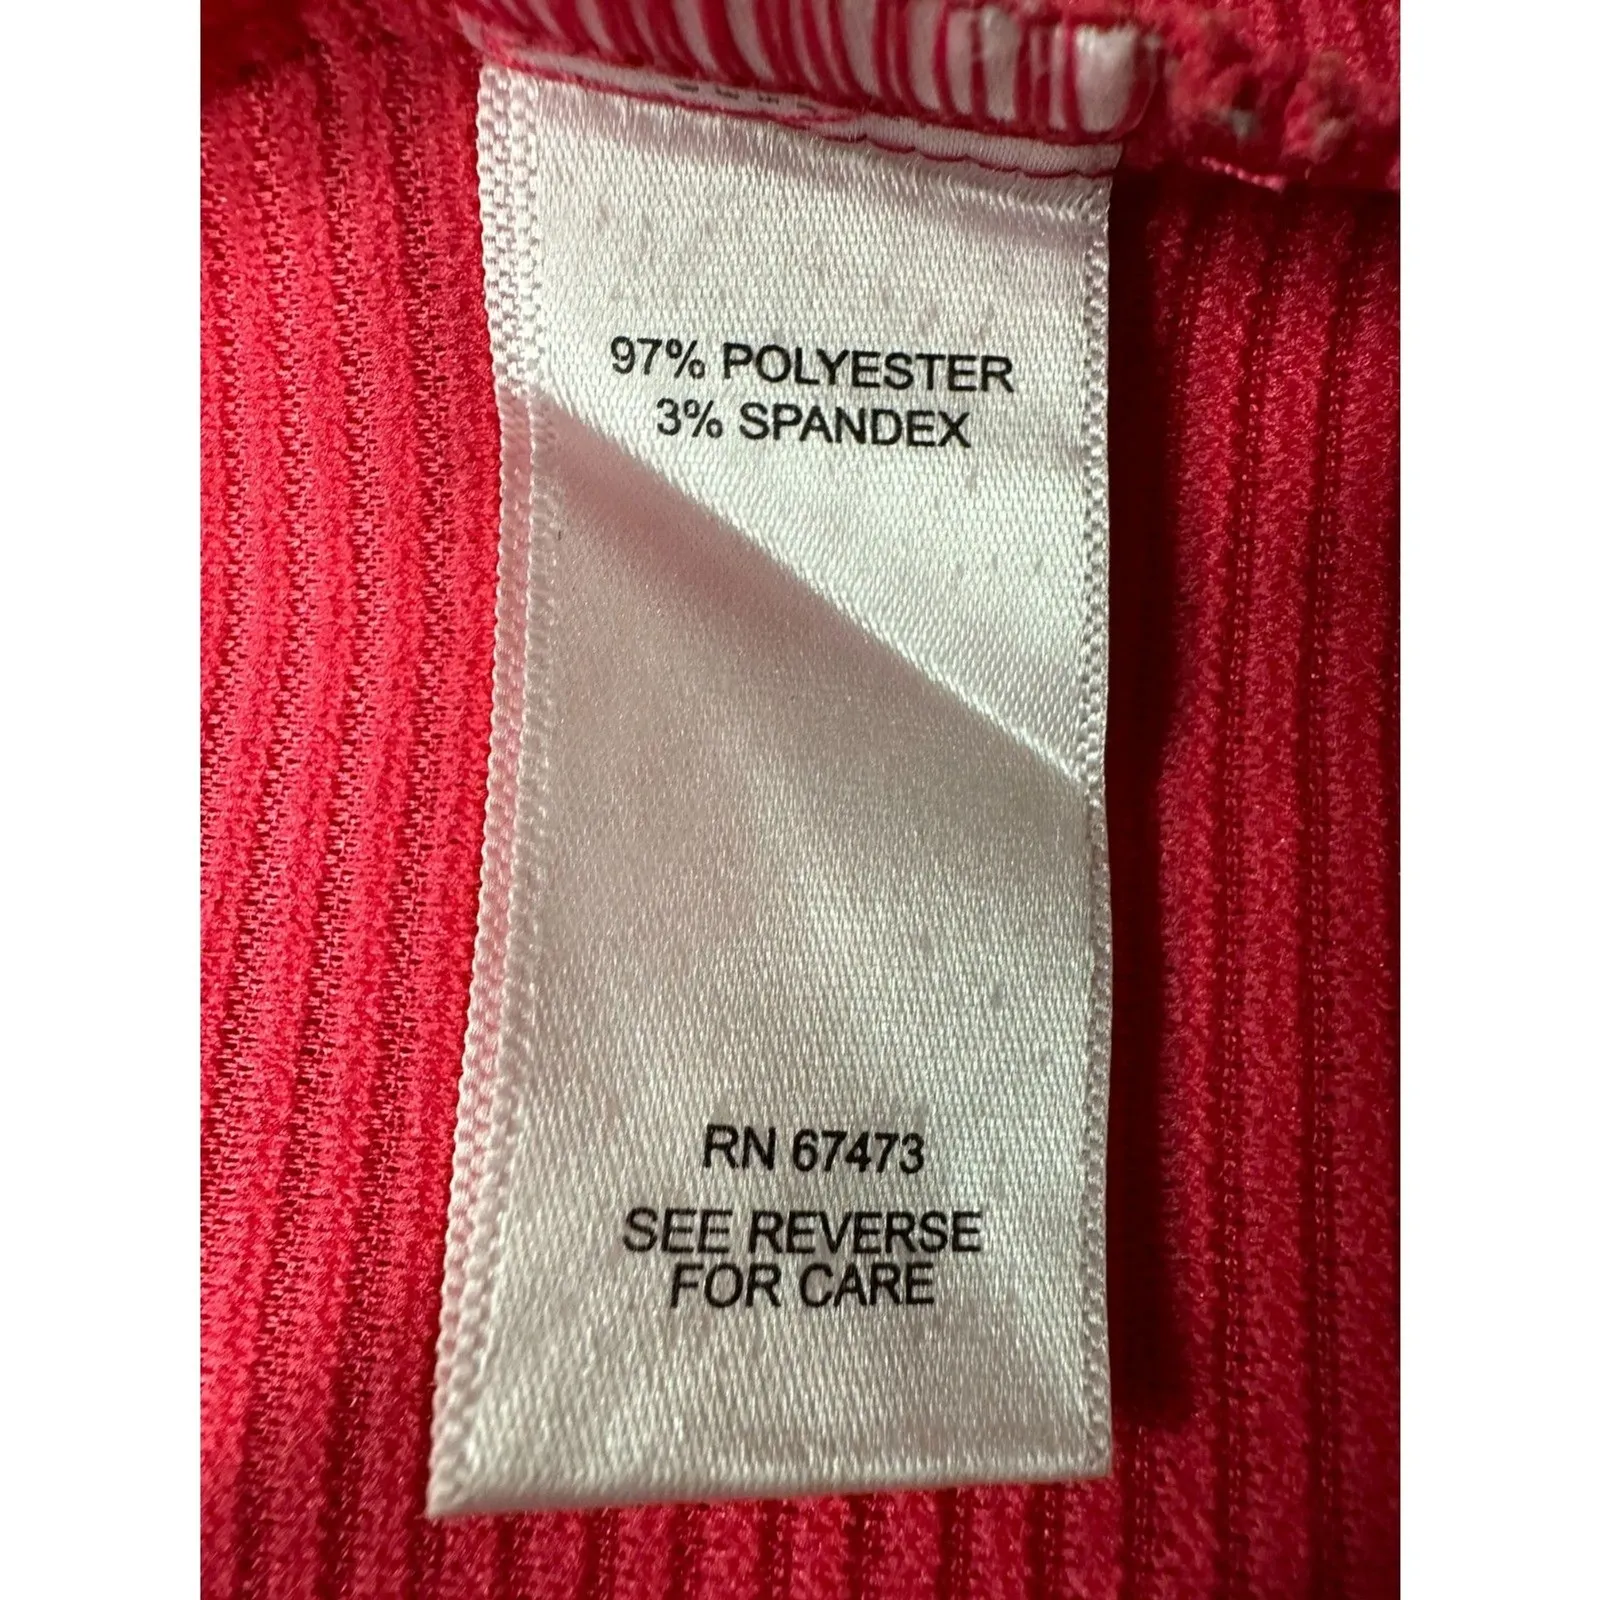 97% POLYESTER
3% SPANDEX
RN 67473
SEE REVERSE
FOR CARE